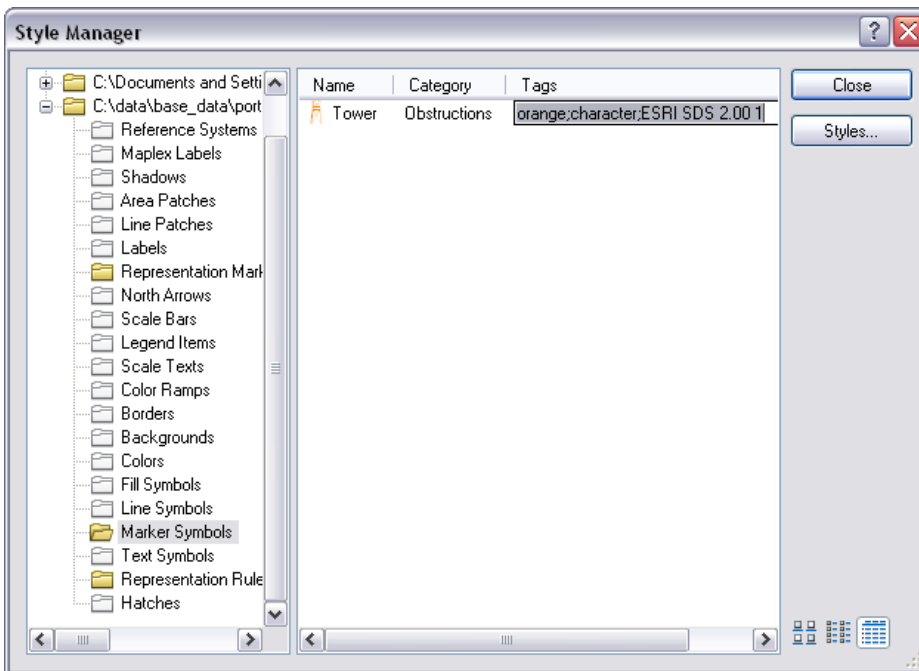 Style Manager
C:\Documents and Setti
C:\data\base_data\port
Reference Systems
Maplex Labels
Shadows
Area Patches
Line Patches
Labels
Representation Mark
North Arrows
Scale Bars
Legend Items
Scale Texts
Color Ramps
Borders
Backgrounds
Colors
Fill Symbols
Line Symbols
Marker Symbols
Text Symbols
Representation Rule
Hatches
Name Category Tags
Tower Obstructions orange;character;ESRI SDS 2.00 1
Close
Styles...